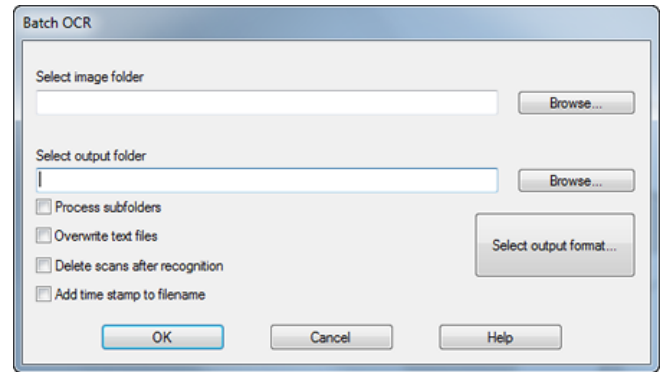 Batch OCR
Select image folder
Browse...
Select output folder
Browse...
Process subfolders
Overwrite text files
Select output format...
Delete scans after recognition
Add time stamp to filename
OK Cancel Help